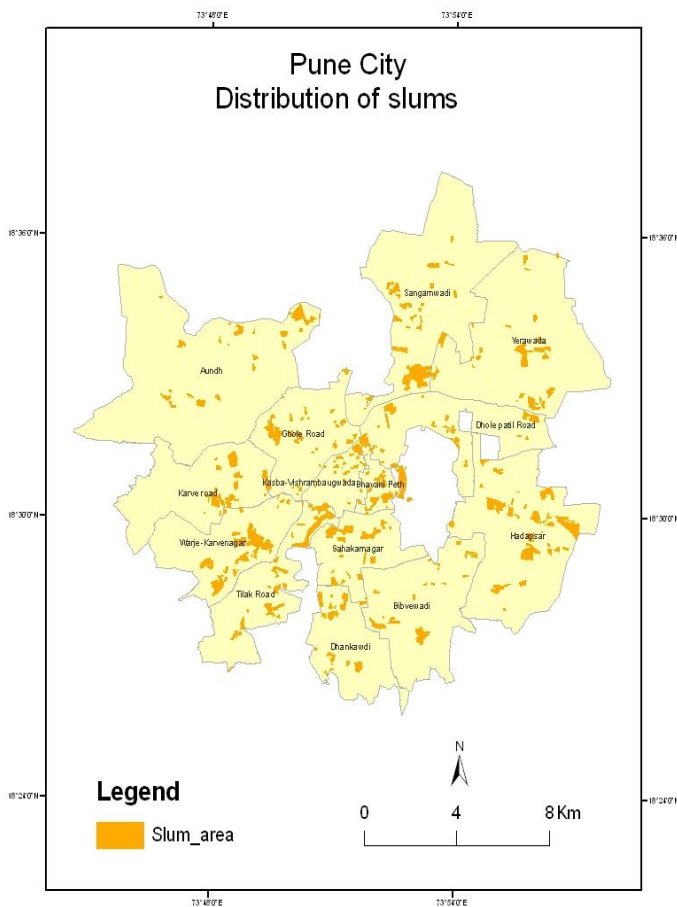 73°48'0"E 73°54'0"E
Pune City
Distribution of slums
18°36'0"N 18°36'0"N
Sangamwadi
Yerawada
Aundh
Dhole patil Road
Ghole Road
Kasba-Vishrambaugwada Bhavani Peth
Karve road
18°30'0"N 18°30'0"N
Hadapsar
Warje-Karvenagar
Sahakarnagar
Tilak Road
Bibvewadi
Dhankawdi
N
Legend
Slum_area
0 4 8 Km
18°24'0"N 18°24'0"N
73°48'0"E 73°54'0"E